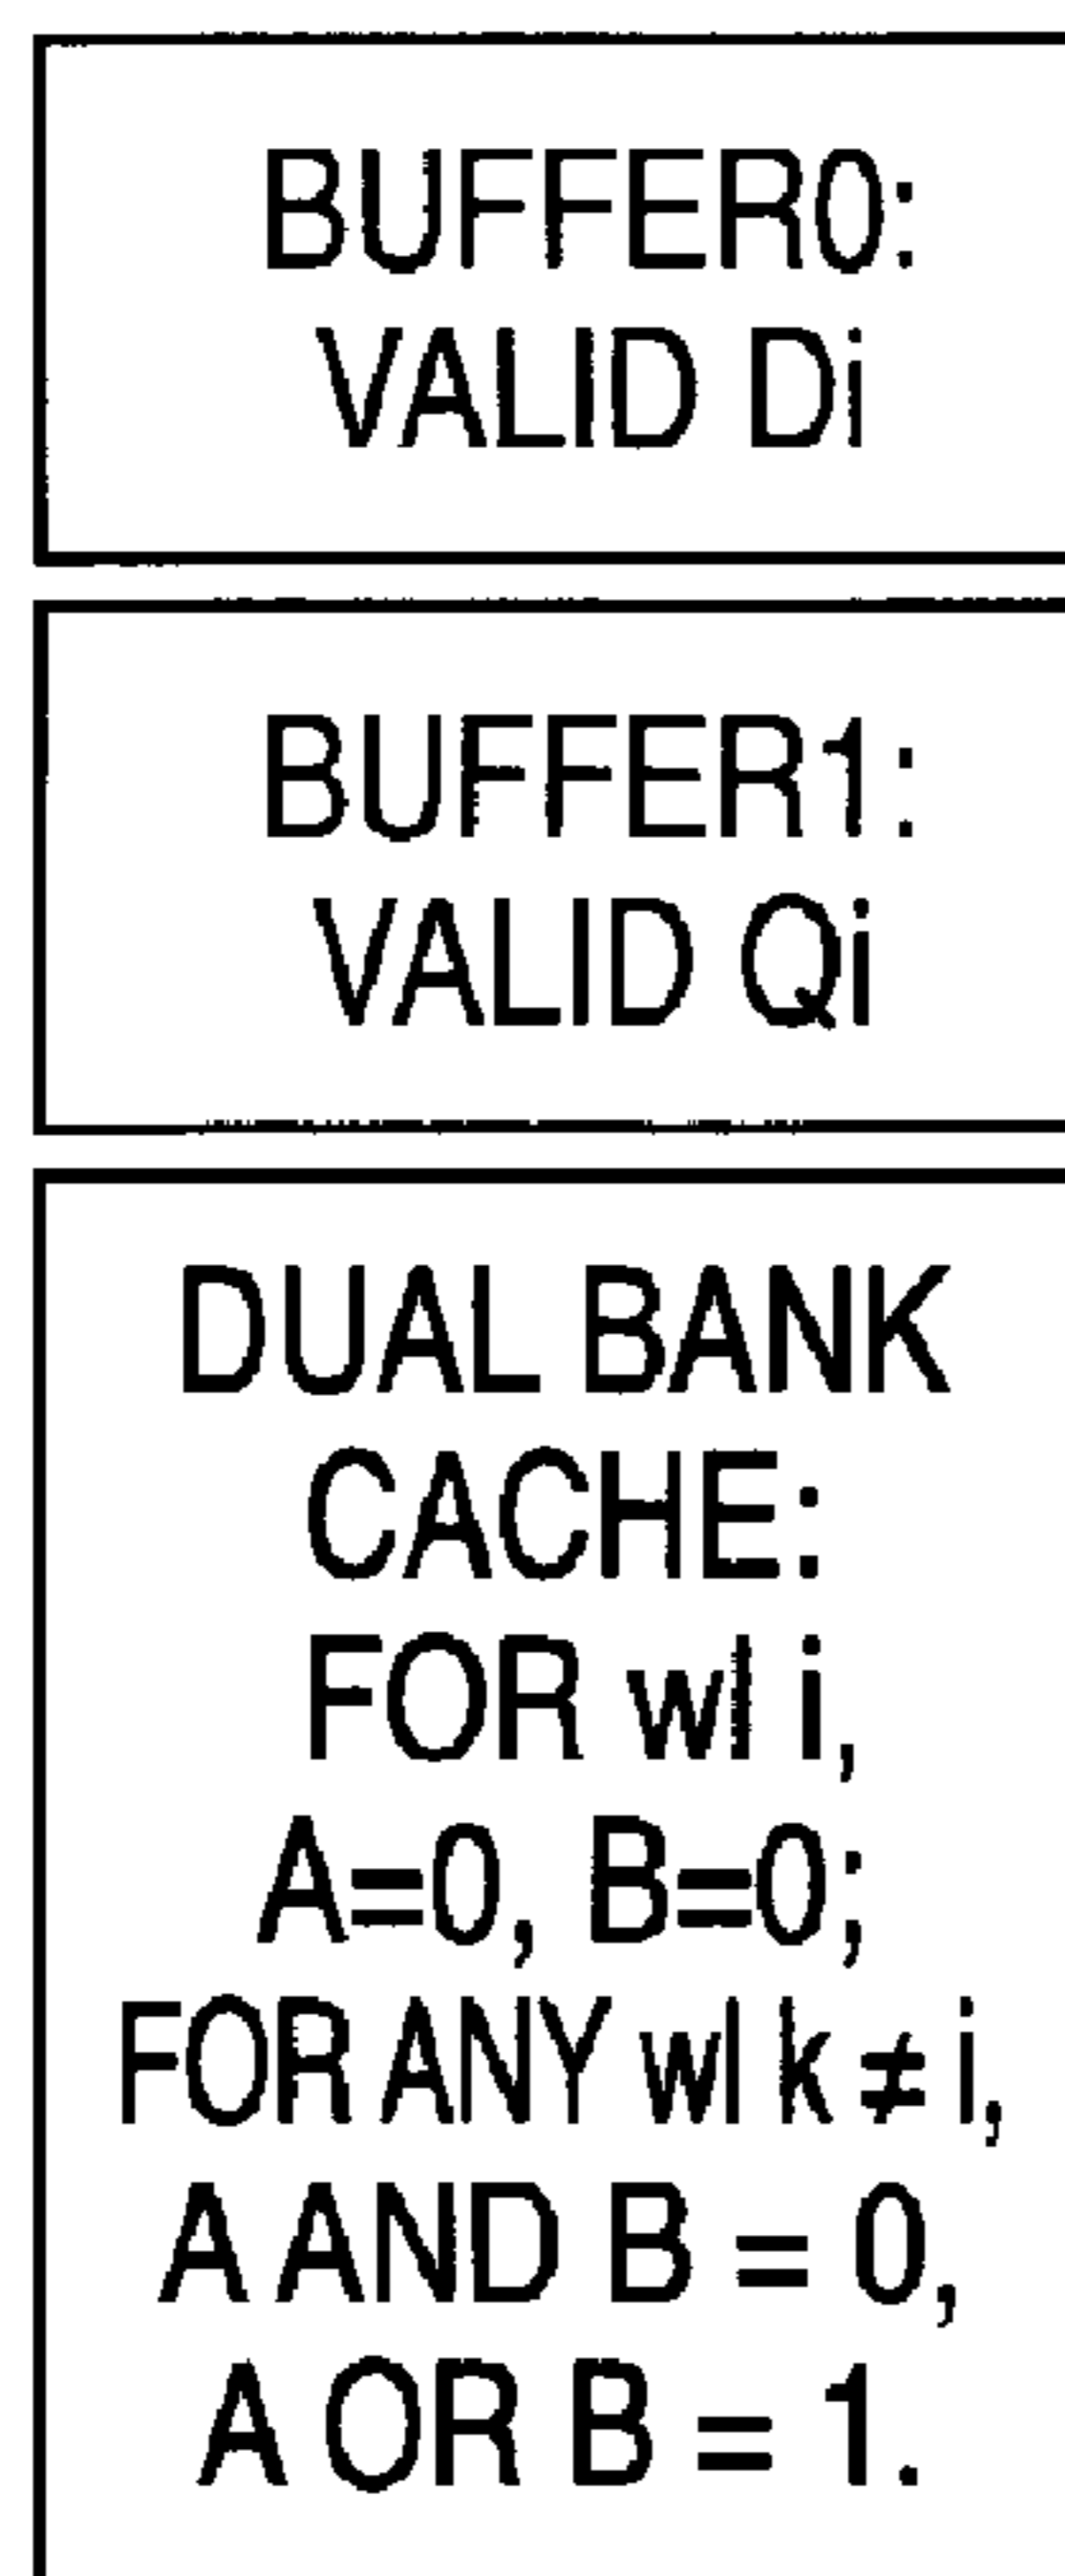 BUFFER0:
VALID Di
BUFFER1:
VALID Qi
DUAL BANK
CACHE:
FOR wl i,
A=0, B=0;
FOR ANY wl k ≠ i,
A AND B = 0,
A OR B = 1.